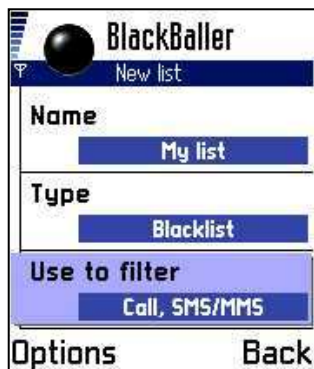 BlackBaller
New list
Name
My list
Type
Blacklist
Use to filter
Call, SMS/MMS
Options Back